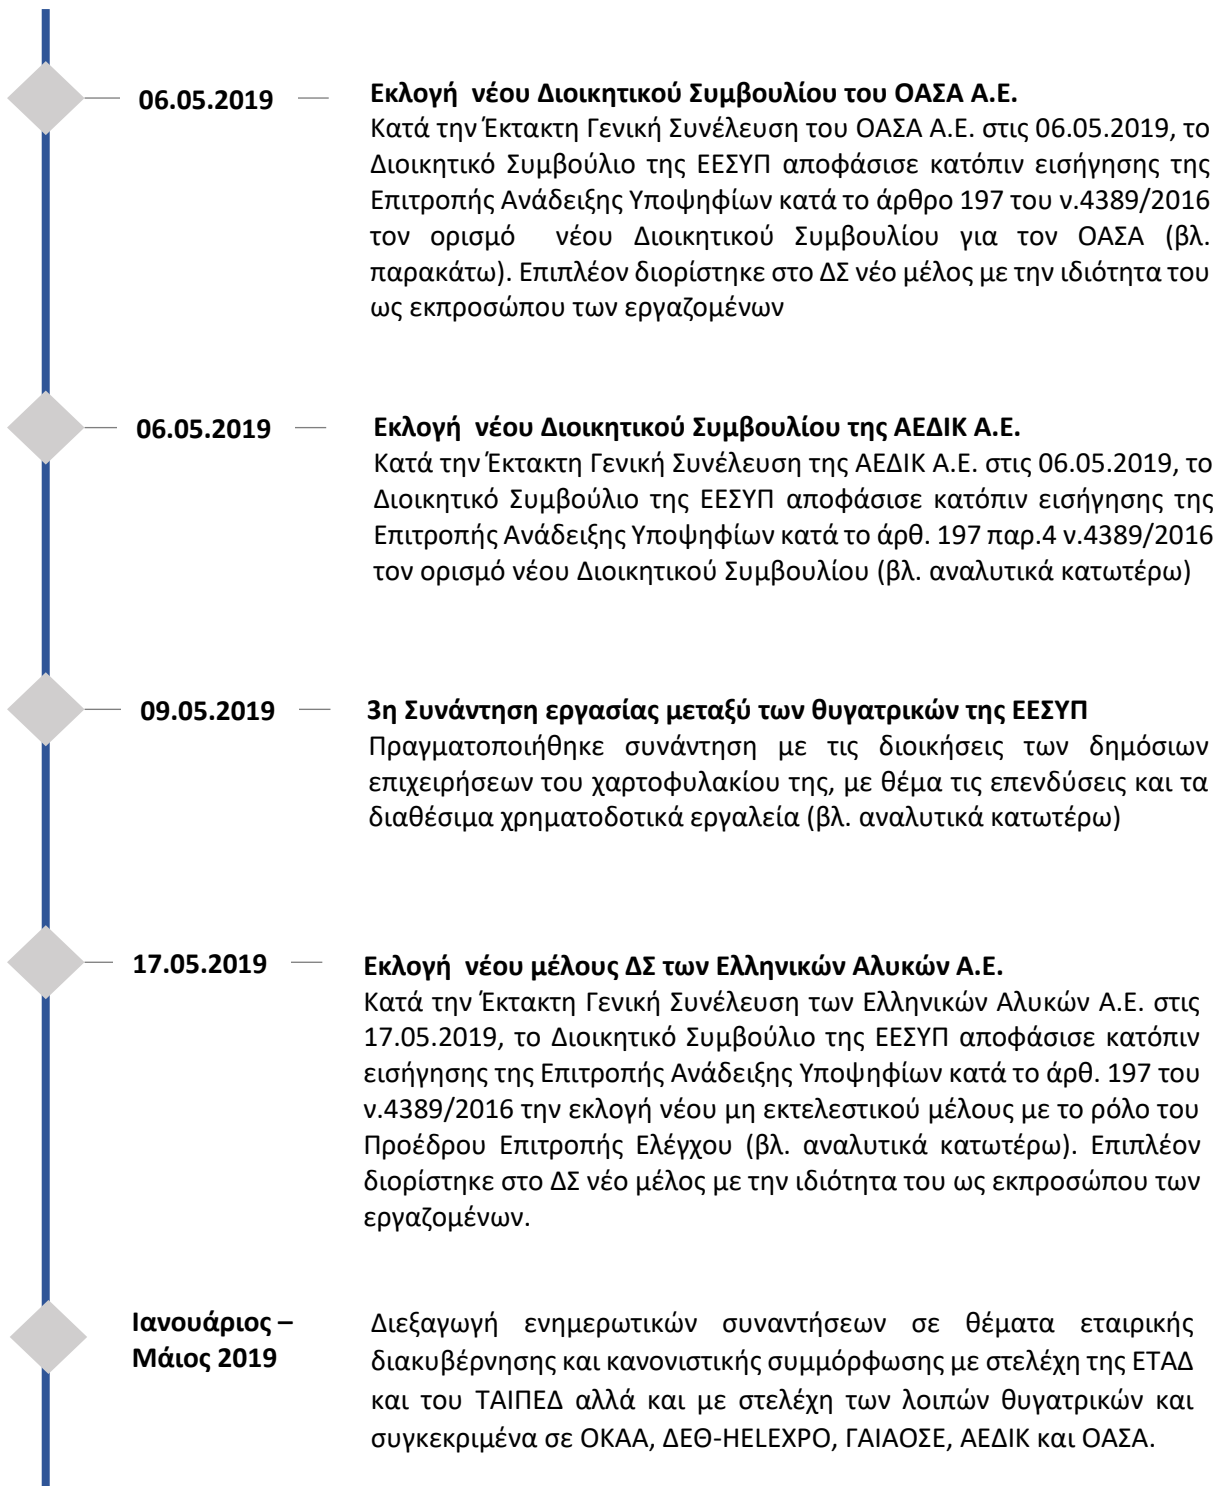 06.05.2019
Εκλογή νέου Διοικητικού Συμβουλίου του ΟΑΣΑ Α.Ε.
Κατά την Έκτακτη Γενική Συνέλευση του ΟΑΣΑ Α.Ε. στις 06.05.2019, το
Διοικητικό Συμβούλιο της ΕΕΣΥΠ αποφάσισε κατόπιν εισήγησης της
Επιτροπής Ανάδειξης Υποψηφίων κατά το άρθρο 197 του ν.4389/2016
τον ορισμό νέου Διοικητικού Συμβουλίου για τον ΟΑΣΑ (βλ.
παρακάτω). Επιπλέον διορίστηκε στο ΔΣ νέο μέλος με την ιδιότητα του
ως εκπροσώπου των εργαζομένων
06.05.2019
Εκλογή νέου Διοικητικού Συμβουλίου της ΑΕΔΙΚ Α.Ε.
Κατά την Έκτακτη Γενική Συνέλευση της ΑΕΔΙΚ Α.Ε. στις 06.05.2019, το
Διοικητικό Συμβούλιο της ΕΕΣΥΠ αποφάσισε κατόπιν εισήγησης της
Επιτροπής Ανάδειξης Υποψηφίων κατά το άρθ. 197 παρ.4 ν.4389/2016
τον ορισμό νέου Διοικητικού Συμβουλίου (βλ. αναλυτικά κατωτέρω)
09.05.2019
3η Συνάντηση εργασίας μεταξύ των θυγατρικών της ΕΕΣΥΠ
Πραγματοποιήθηκε συνάντηση με τις διοικήσεις των δημόσιων
επιχειρήσεων του χαρτοφυλακίου της, με θέμα τις επενδύσεις και τα
διαθέσιμα χρηματοδοτικά εργαλεία (βλ. αναλυτικά κατωτέρω)
17.05.2019
Εκλογή νέου μέλους ΔΣ των Ελληνικών Αλυκών Α.Ε.
Κατά την Έκτακτη Γενική Συνέλευση των Ελληνικών Αλυκών Α.Ε. στις
17.05.2019, το Διοικητικό Συμβούλιο της ΕΕΣΥΠ αποφάσισε κατόπιν
εισήγησης της Επιτροπής Ανάδειξης Υποψηφίων κατά το άρθ. 197 του
ν.4389/2016 την εκλογή νέου μη εκτελεστικού μέλους με το ρόλο του
Προέδρου Επιτροπής Ελέγχου (βλ. αναλυτικά κατωτέρω). Επιπλέον
διορίστηκε στο ΔΣ νέο μέλος με την ιδιότητα του ως εκπροσώπου των
εργαζομένων.
Ιανουάριος –
Μάιος 2019
Διεξαγωγή ενημερωτικών συναντήσεων σε θέματα εταιρικής
διακυβέρνησης και κανονιστικής συμμόρφωσης με στελέχη της ΕΤΑΔ
και του ΤΑΙΠΕΔ αλλά και με στελέχη των λοιπών θυγατρικών και
συγκεκριμένα σε ΟΚΑΑ, ΔΕΘ-HELEXPO, ΓΑΙΑΟΣΕ, ΑΕΔΙΚ και ΟΑΣΑ.